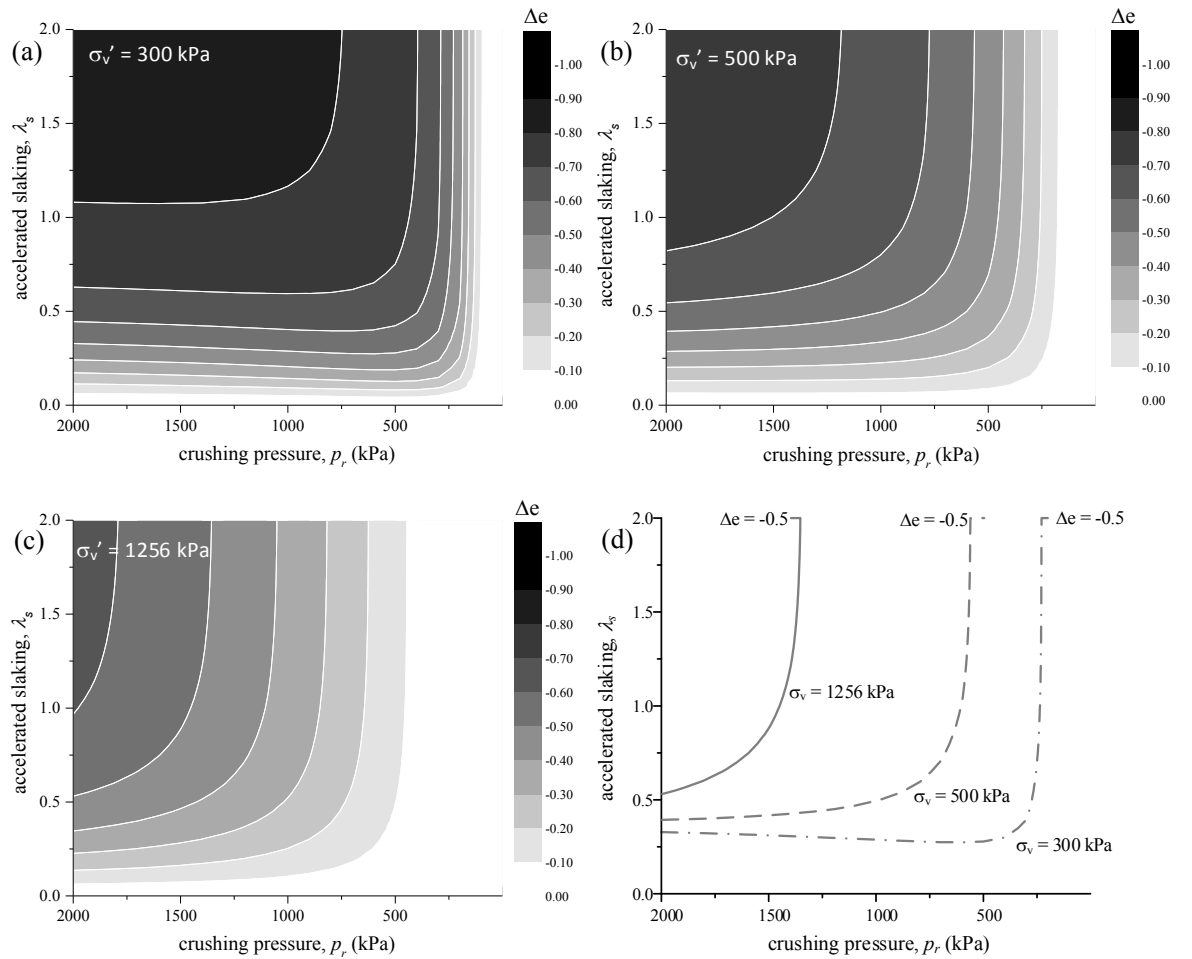 (a)
σv' = 300 kPa
Δe
-1.00
-0.90
-0.80
-0.70
-0.60
-0.50
-0.40
-0.30
-0.20
-0.10
0.00
2.0
1.5
1.0
0.5
0.0
accelerated slaking, λs
2000
1500
1000
500
crushing pressure, pr (kPa)
(b)
σv' = 500 kPa
Δe
-1.00
-0.90
-0.80
-0.70
-0.60
-0.50
-0.40
-0.30
-0.20
-0.10
0.00
2.0
1.5
1.0
0.5
0.0
accelerated slaking, λs
2000
1500
1000
500
crushing pressure, pr (kPa)
(c)
σv' = 1256 kPa
Δe
-1.00
-0.90
-0.80
-0.70
-0.60
-0.50
-0.40
-0.30
-0.20
-0.10
0.00
2.0
1.5
1.0
0.5
0.0
accelerated slaking, λs
2000
1500
1000
500
crushing pressure, pr (kPa)
(d)
Δe = -0.5
Δe = -0.5
Δe = -0.5
σv = 1256 kPa
σv = 500 kPa
σv = 300 kPa
2.0
1.5
1.0
0.5
0.0
accelerated slaking, λs
2000
1500
1000
500
crushing pressure, pr (kPa)